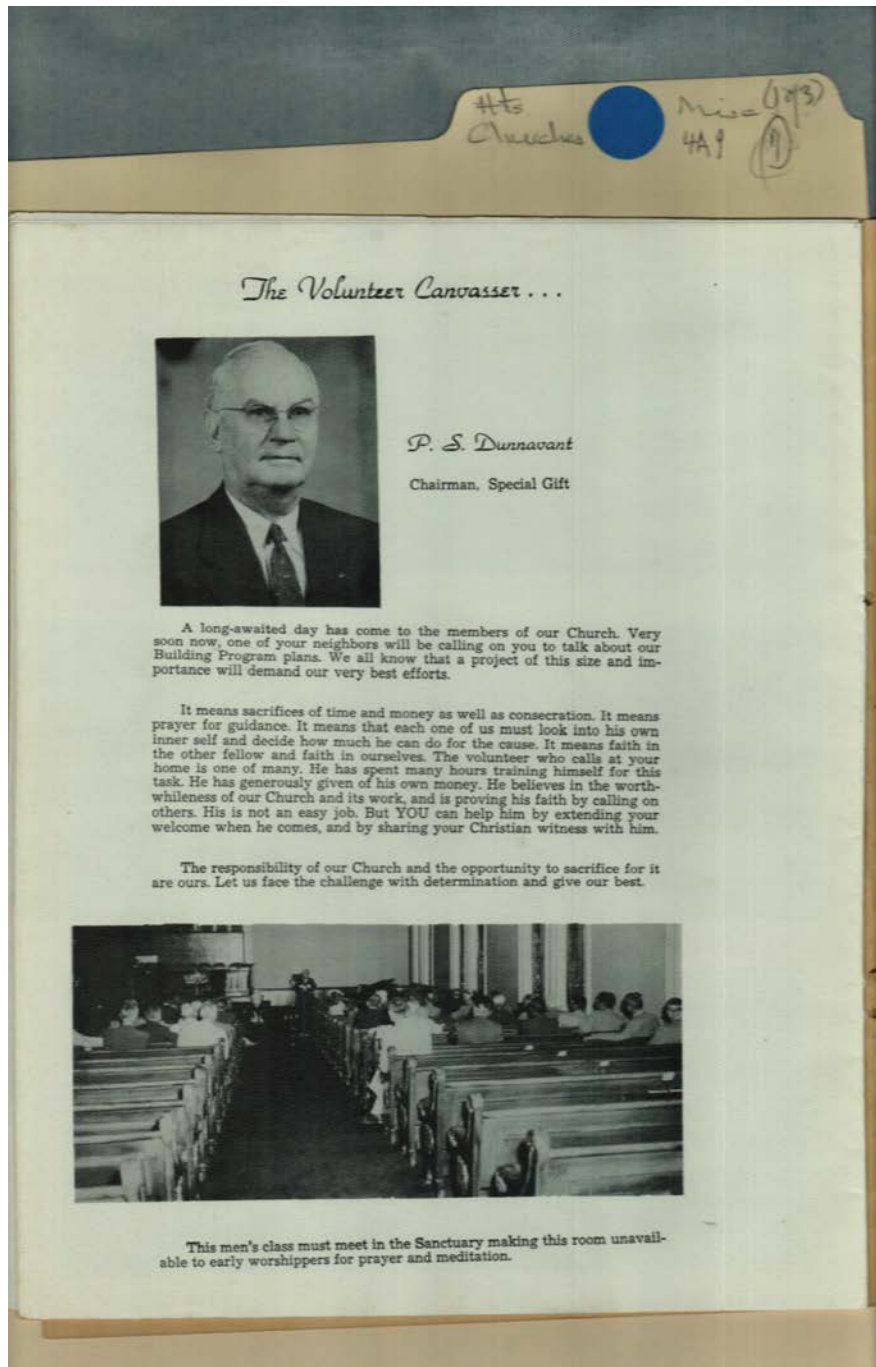 Hts. Misc (1 of 3)
Churches 4A9
The Volunteer Canvasser . . .
P. S. Dunnavant
Chairman, Special Gift
A long-awaited day has come to the members of our Church. Very
soon now, one of your neighbors will be calling on you to talk about our
Building Program plans. We all know that a project of this size and im-
portance will demand our very best efforts.
It means sacrifices of time and money as well as consecration. It means
prayer for guidance. It means that each one of us must look into his own
inner self and decide how much he can do for the cause. It means faith in
the other fellow and faith in ourselves. The volunteer who calls at your
home is one of many. He has spent many hours training himself for this
task. He has generously given of his own money. He believes in the worth-
whileness of our Church and its work, and is proving his faith by calling on
others. His is not an easy job. But YOU can help him by extending your
welcome when he comes, and by sharing your Christian witness with him.
The responsibility of our Church and the opportunity to sacrifice for it
are ours. Let us face the challenge with determination and give our best.
This men's class must meet in the Sanctuary making this room unavail-
able to early worshippers for prayer and meditation.